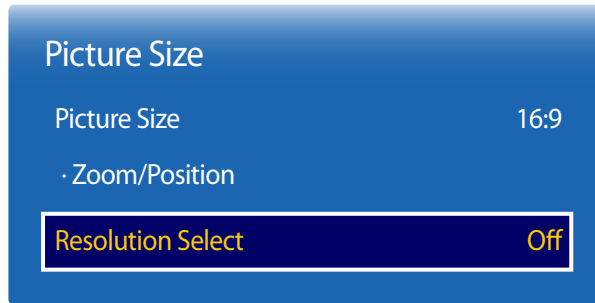 Picture Size
Picture Size 16:9
· Zoom/Position
Resolution Select Off